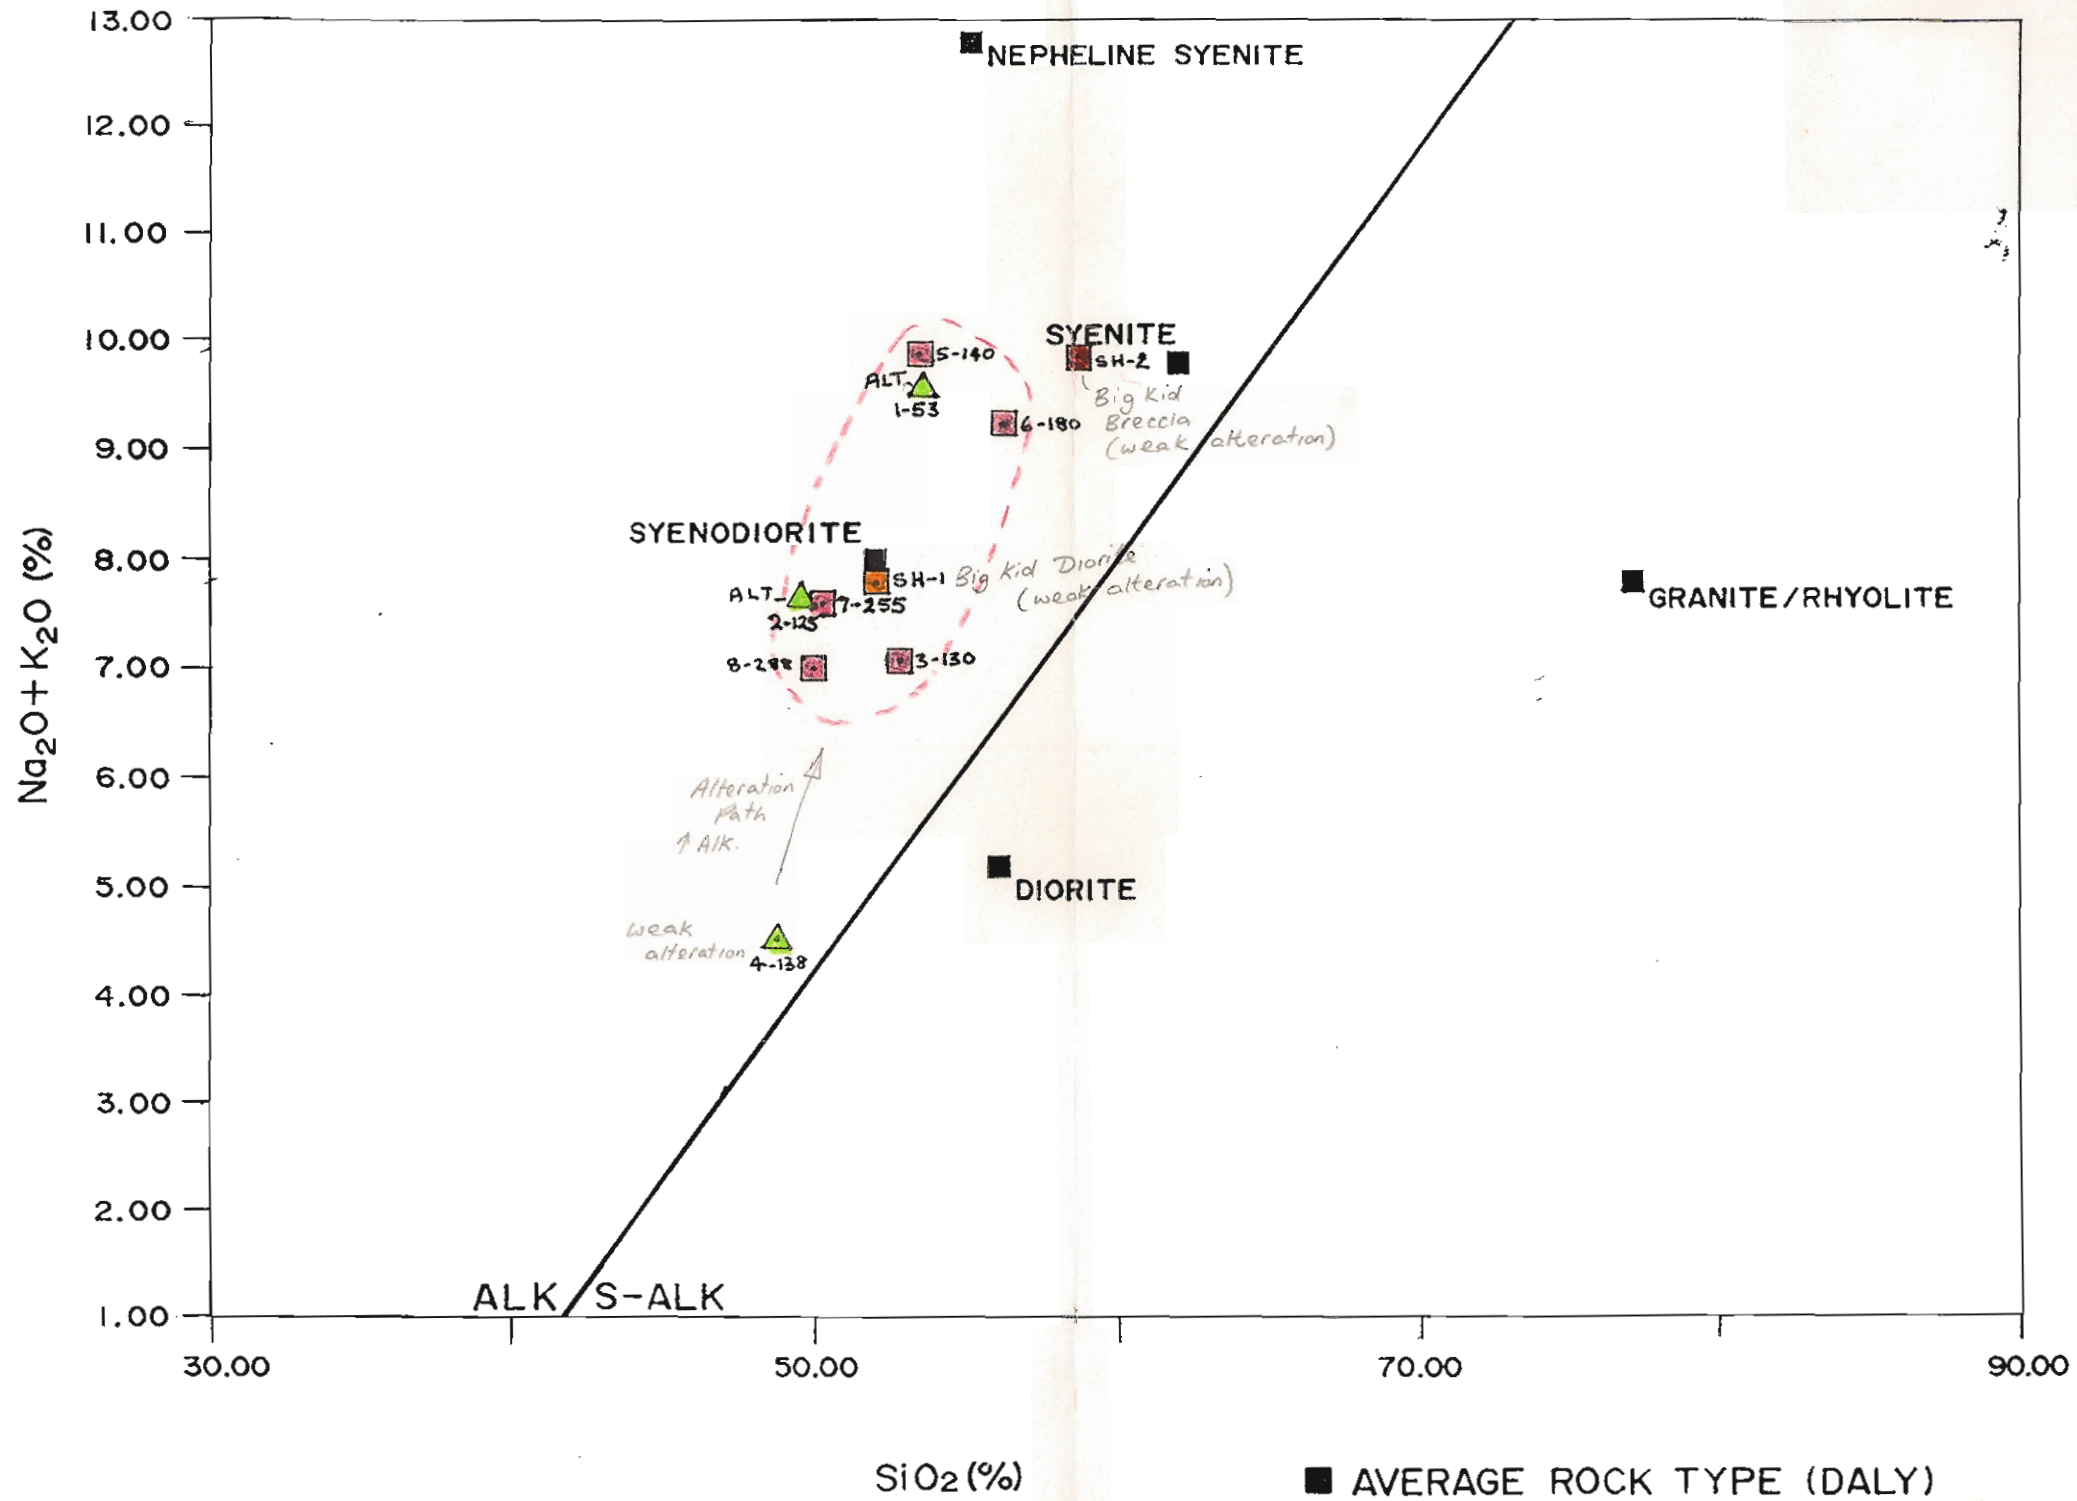 13.00
NEPHELINE SYENITE
12.00
11.00
10.00
SYENITE
5-140
SH-2
ALT
1-53
Big Kid
Breccia
(weak alteration)
6-180
9.00
SYENODIORITE
8.00
SH-1 Big Kid Diorite
(weak alteration)
GRANITE/RHYOLITE
ALT
7-255
2-125
8-288
3-130
7.00
6.00
Alteration
Path
↑ Alk.
5.00
DIORITE
weak
alteration
4-138
4.00
3.00
2.00
ALK
S-ALK
1.00
Na2O+K2O (%)
30.00
50.00
70.00
90.00
SiO2 (%)
AVERAGE ROCK TYPE (DALY)